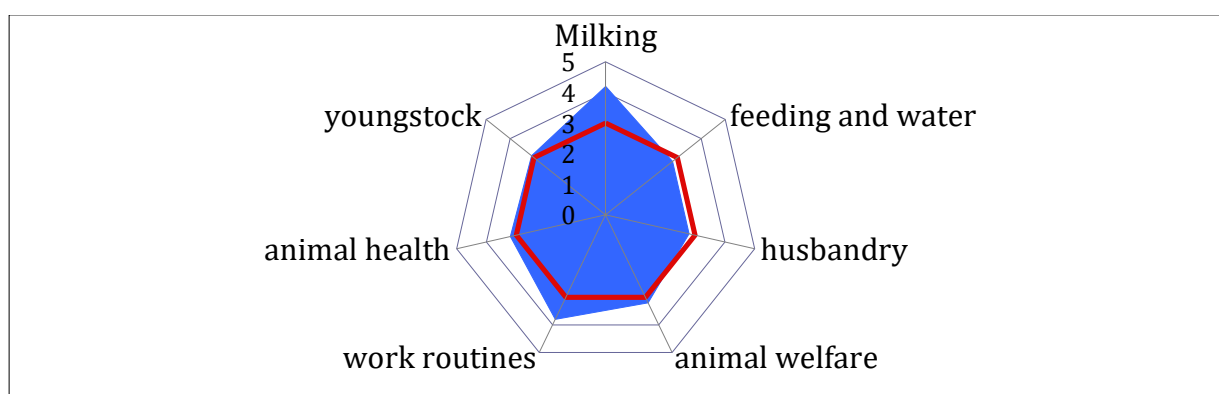 Milking
5
4
3
2
1
0
youngstock
feeding and water
animal health
husbandry
work routines
animal welfare